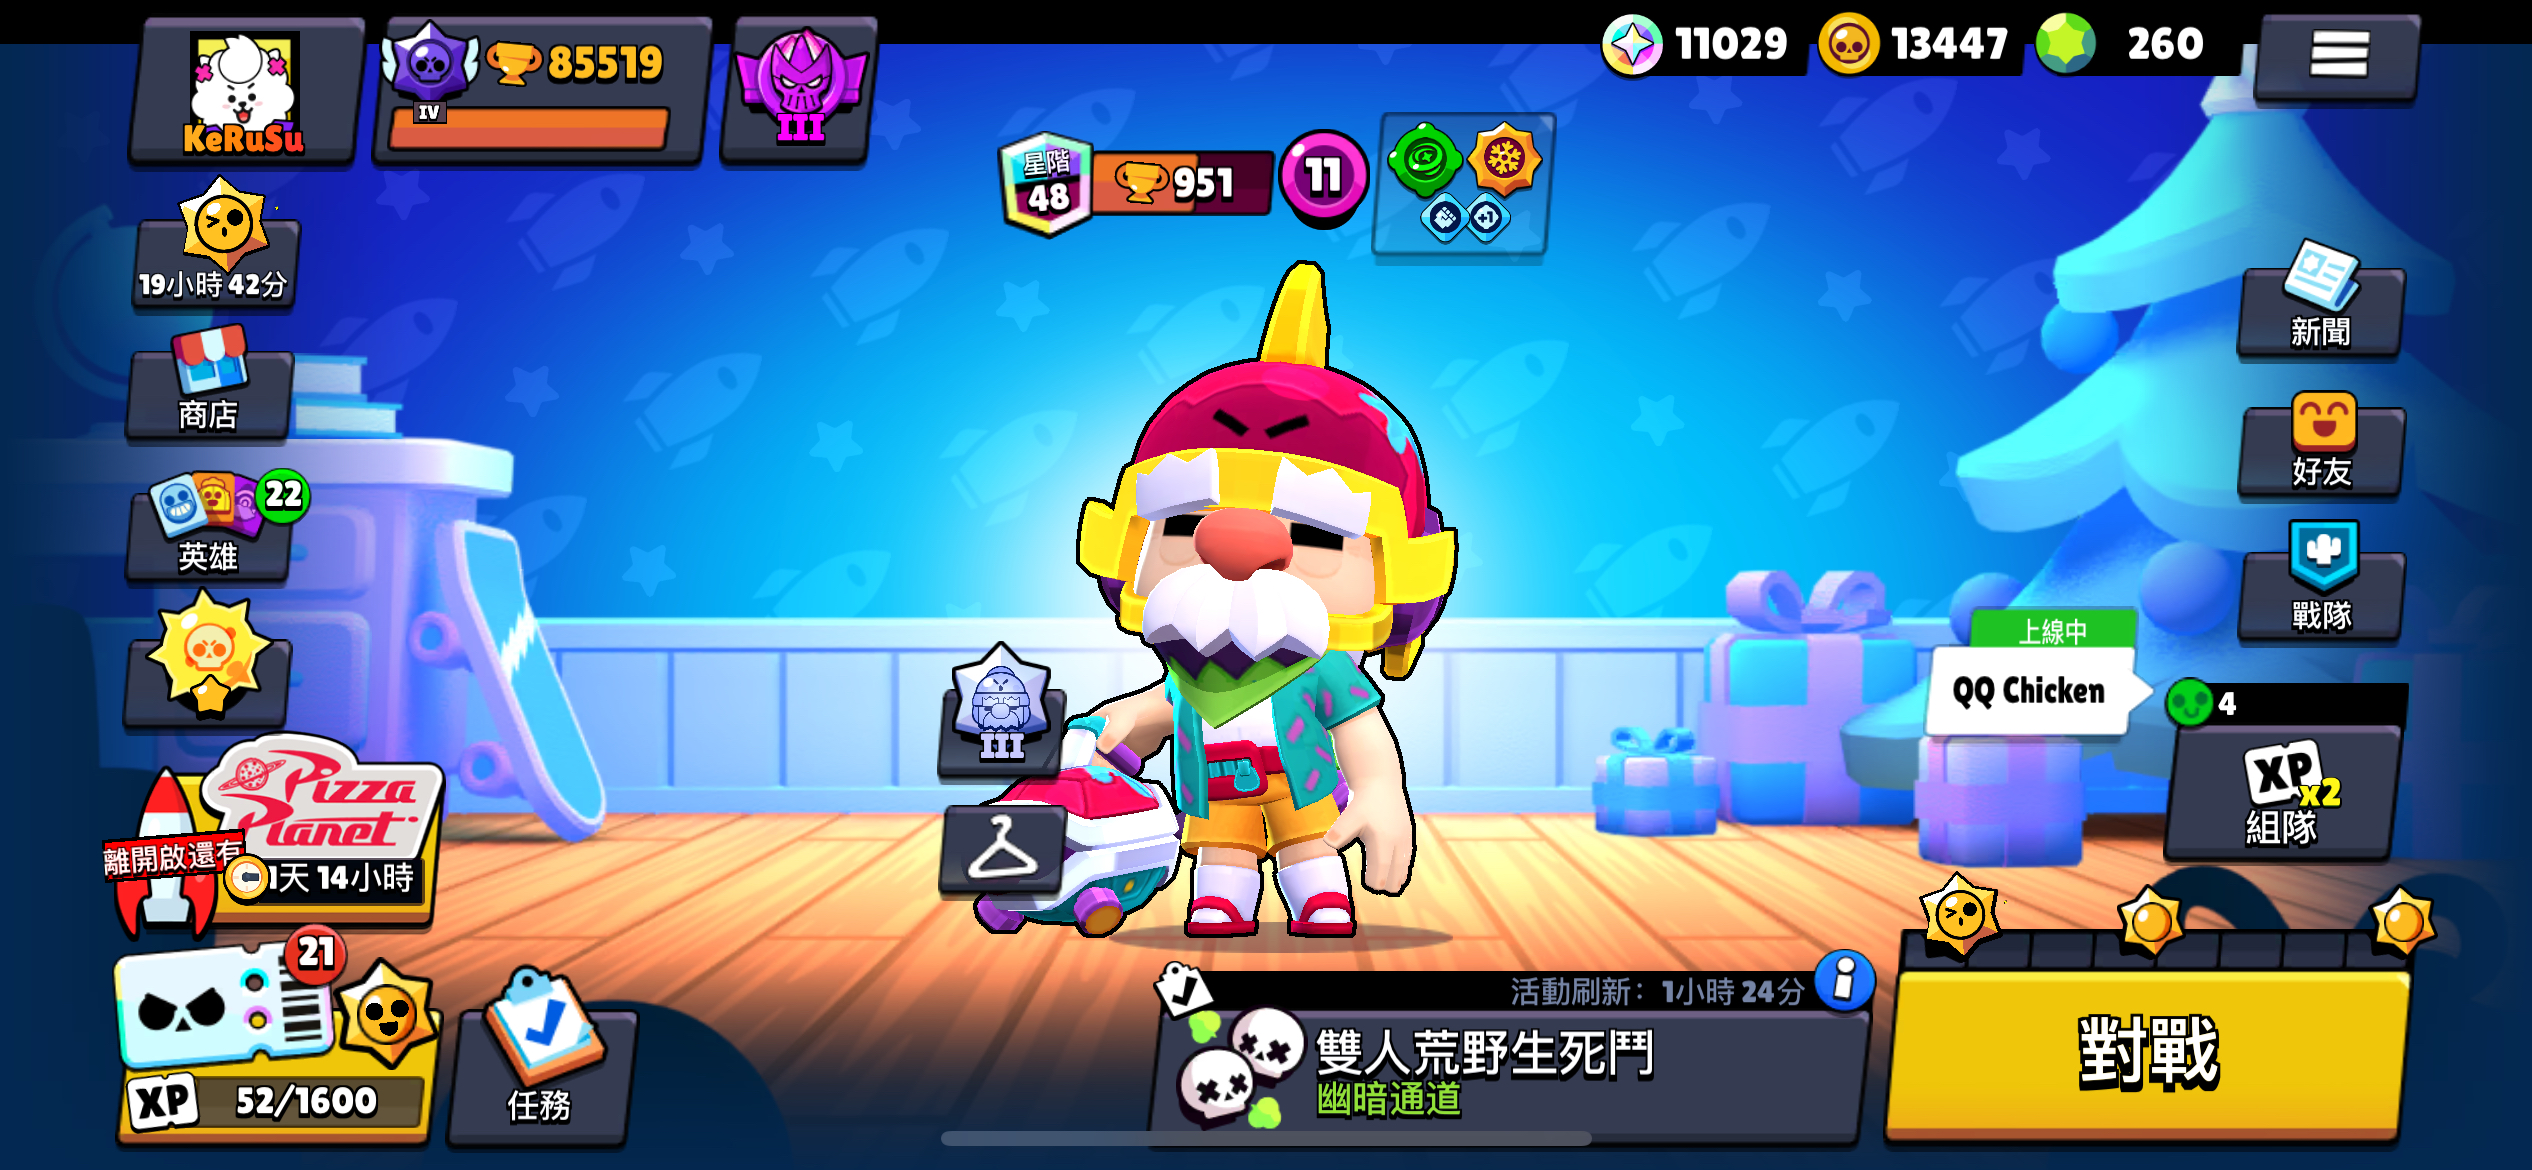 KeRuSu
IV
85519
III
11029
13447
260
星階
48
951
11
+1
19小時 42分
商店
22
英雄
Pizza
Planet
離開啟還有
1天 14小時
21
XP
52/1600
任務
III
新聞
好友
戰隊
上線中
QQ Chicken
4
XP
x2
組隊
活動刷新： 1小時 24分
i
雙人荒野生死鬥
幽暗通道
對戰